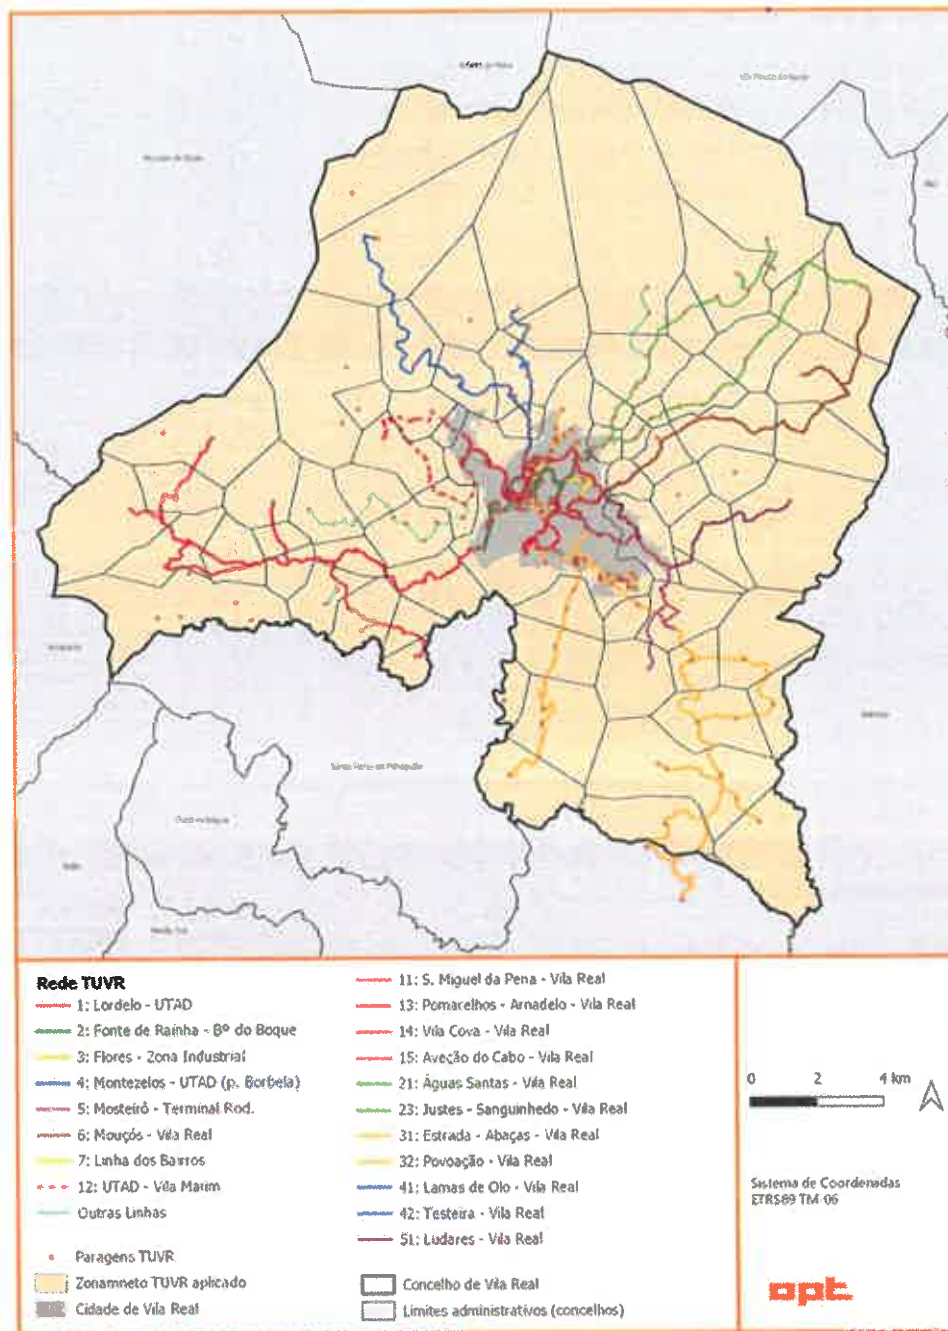 Rede TUVR
1: Lordelo - UTAD
2: Fonte de Raínha - Bº do Boque
3: Flores - Zona Industrial
4: Montezelos - UTAD (p. Borbela)
5: Mosteirô - Terminal Rod.
6: Mouçós - Vila Real
7: Linha dos Bairros
12: UTAD - Vila Marim
Outras Linhas
Paragens TUVR
Zonamneto TUVR aplicado
Cidade de Vila Real
11: S. Miguel da Pena - Vila Real
13: Pomarelhos - Arnadelo - Vila Real
14: Vila Cova - Vila Real
15: Aveção do Cabo - Vila Real
21: Águas Santas - Vila Real
23: Justes - Sanguinhedo - Vila Real
31: Estrada - Abaças - Vila Real
32: Povoação - Vila Real
41: Lamas de Olo - Vila Real
42: Testeira - Vila Real
51: Ludares - Vila Real
Concelho de Vila Real
Limites administrativos (concelhos)
0 2 4 km
Sistema de Coordenadas
ETRS89 TM-06
opt